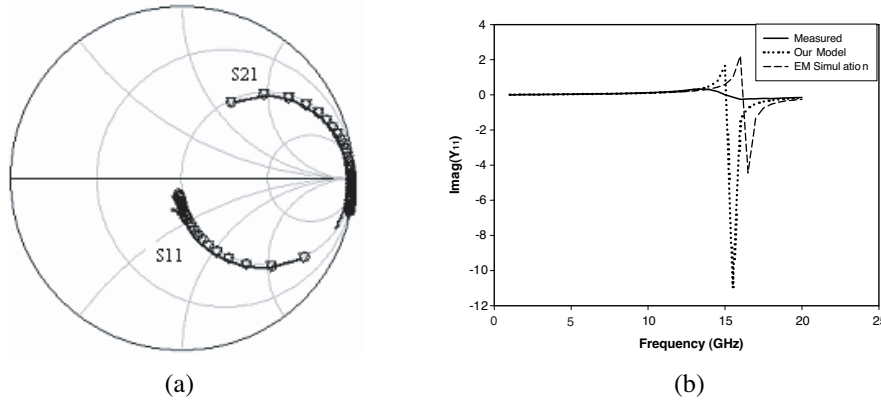 S21
S11
(a)
4
2
0
-2
-4
-6
-8
-10
-12
Imag(Y11)
Measured
Our Model
EM Simulation
0
5
10
15
20
25
Frequency (GHz)
(b)